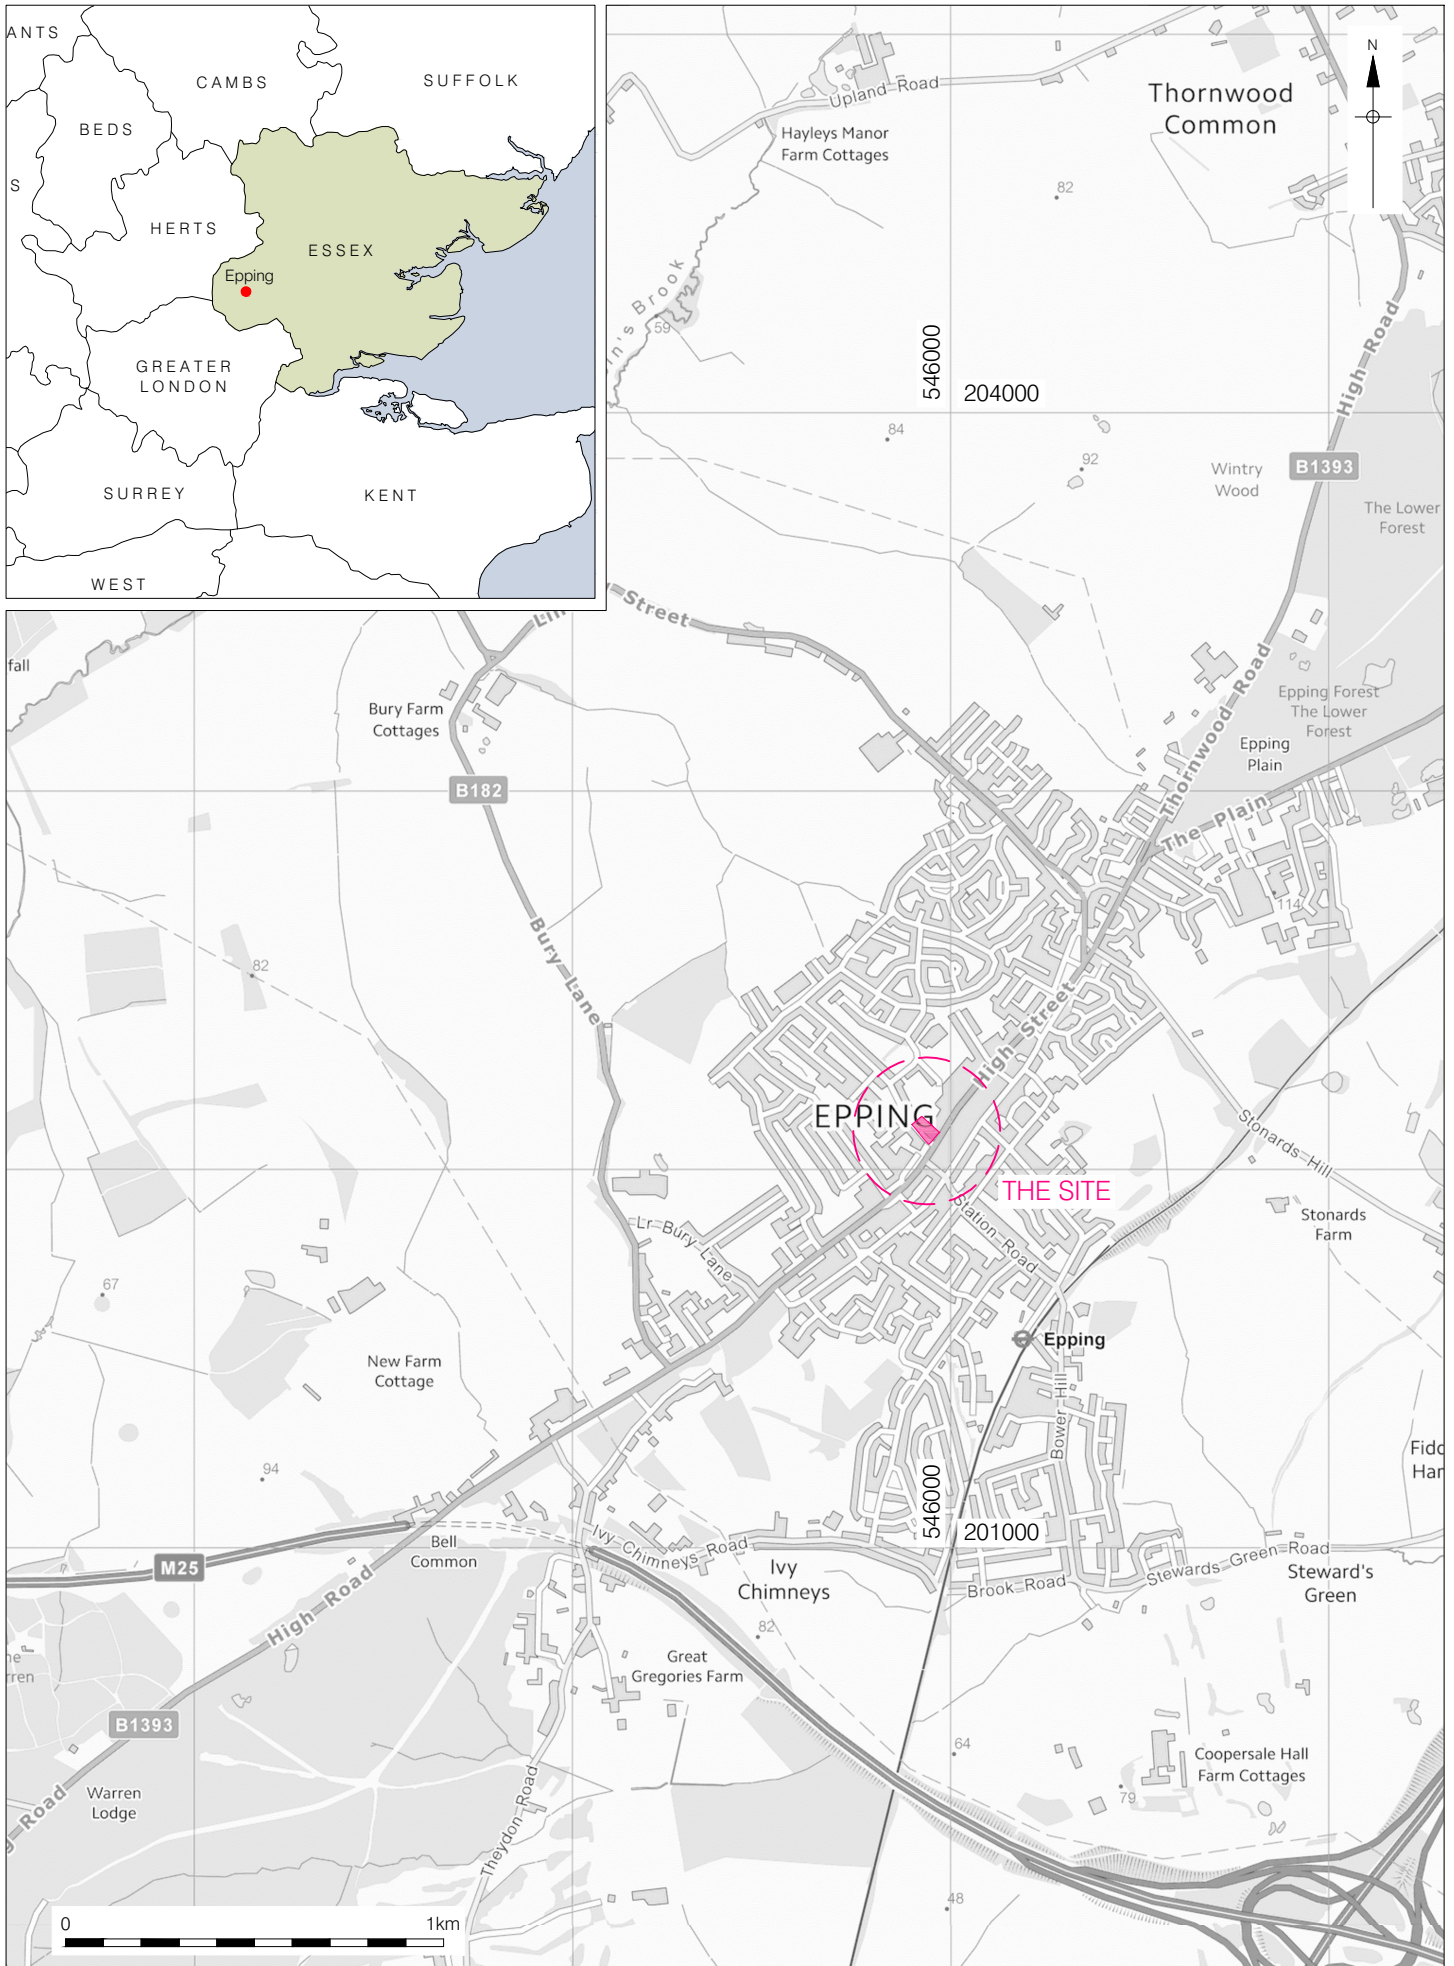 ANTS
CAMBS
SUFFOLK
BEDS
S
HERTS
ESSEX
Epping
GREATER
LONDON
SURREY
KENT
WEST
N
Thornwood
Common
Upland Road
Hayleys Manor
Farm Cottages
82
in's Brook
59
High Road
546000
204000
84
92
Wintry
Wood
B1393
The Lower
Forest
Lin
y Street
fall
Bury Farm
Cottages
Thornwood Road
Epping Forest
The Lower
Forest
Epping
Plain
B182
The Plain
114
Bury Lane
82
High Street
EPPING
THE SITE
Stonards Hill
Station Road
Stonards
Farm
Lr Bury Lane
67
Epping
New Farm
Cottage
Bower Hill
Fidd
Har
94
546000
201000
Bell
Common
Ivy Chimneys Road
M25
Ivy
Chimneys
Brook Road
Stewards Green Road
Steward's
Green
High Road
82
he
rren
Great
Gregories Farm
B1393
64
Coopersale Hall
Farm Cottages
79
Warren
Lodge
g Road
Theydon Road
48
0
1km